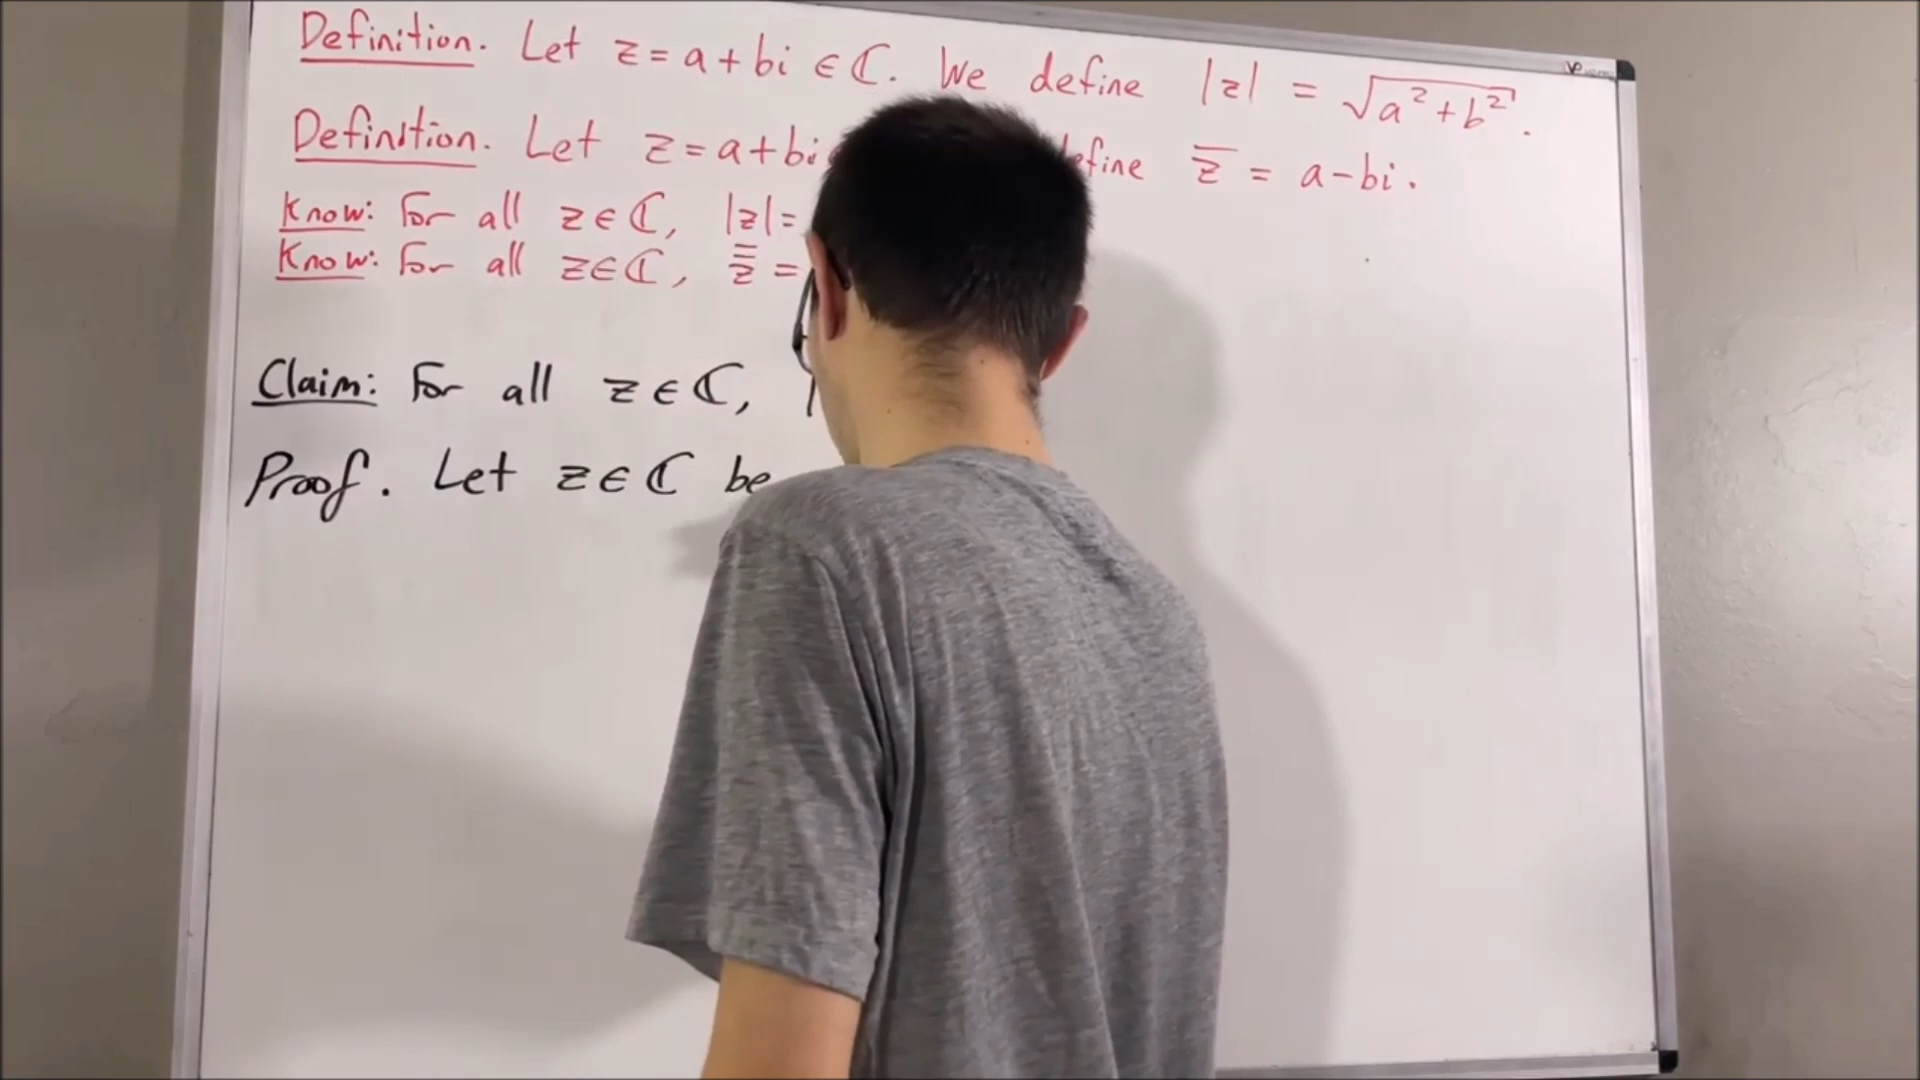 Definition. Let z = a + bi ∈ ℂ. We define |z| = √(a² + b²).
Definition. Let z = a + bi define z̅ = a - bi.
Know: For all z ∈ ℂ, |z| =
Know: For all z ∈ ℂ, z̿ =
Claim: For all z ∈ ℂ, |
Proof. Let z ∈ ℂ be